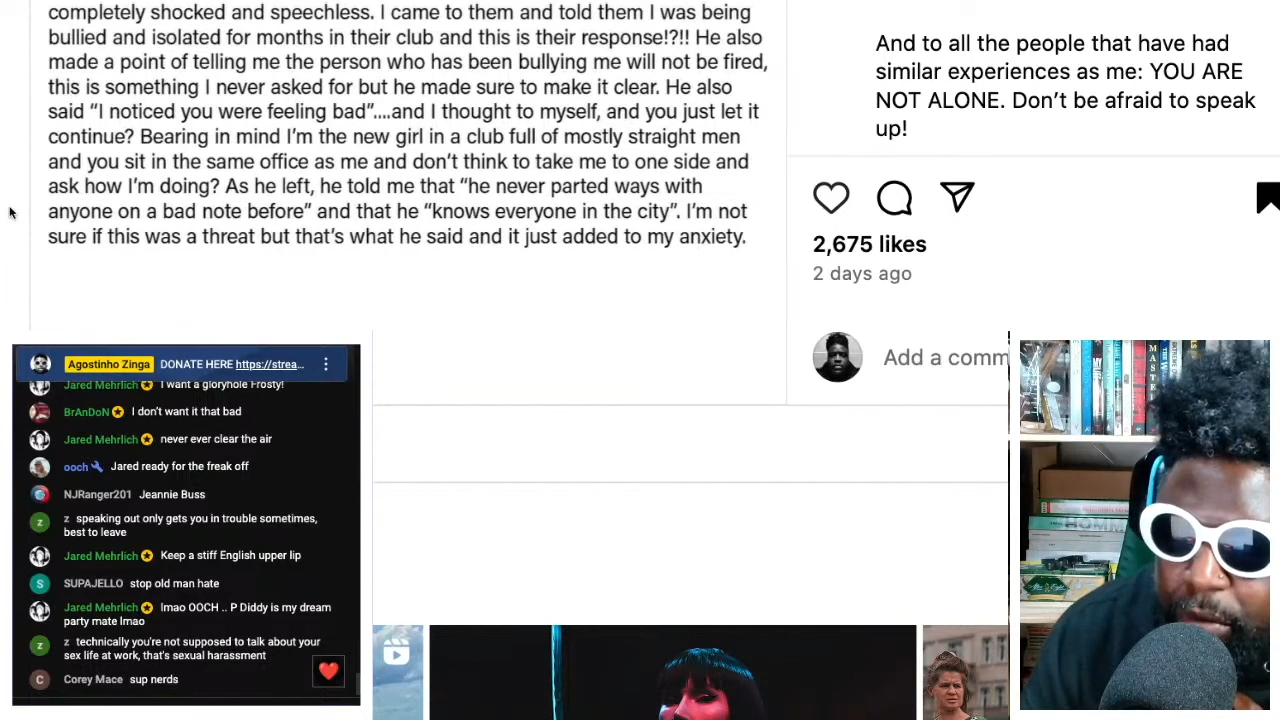 completely shocked and speechless. I came to them and told them I was being
bullied and isolated for months in their club and this is their response!?!! He also
made a point of telling me the person who has been bullying me will not be fired,
this is something I never asked for but he made sure to make it clear. He also
said “I noticed you were feeling bad”....and I thought to myself, and you just let it
continue? Bearing in mind I’m the new girl in a club full of mostly straight men
and you sit in the same office as me and don’t think to take me to one side and
ask how I’m doing? As he left, he told me that “he never parted ways with
anyone on a bad note before” and that he “knows everyone in the city”. I’m not
sure if this was a threat but that’s what he said and it just added to my anxiety.
And to all the people that have had
similar experiences as me: YOU ARE
NOT ALONE. Don’t be afraid to speak
up!
2,675 likes
2 days ago
Add a comm
Agostinho Zinga DONATE HERE https://strea...
Jared Mehrlich I want a gloryhole Frosty!
BrAnDoN I don't want it that bad
Jared Mehrlich never ever clear the air
ooch Jared ready for the freak off
NJRanger201 Jeannie Buss
z speaking out only gets you in trouble sometimes,
best to leave
Jared Mehrlich Keep a stiff English upper lip
S SUPAJELLO stop old man hate
Jared Mehrlich lmao OOCH .. P Diddy is my dream
party mate lmao
z technically you're not supposed to talk about your
sex life at work, that's sexual harassment
C Corey Mace sup nerds